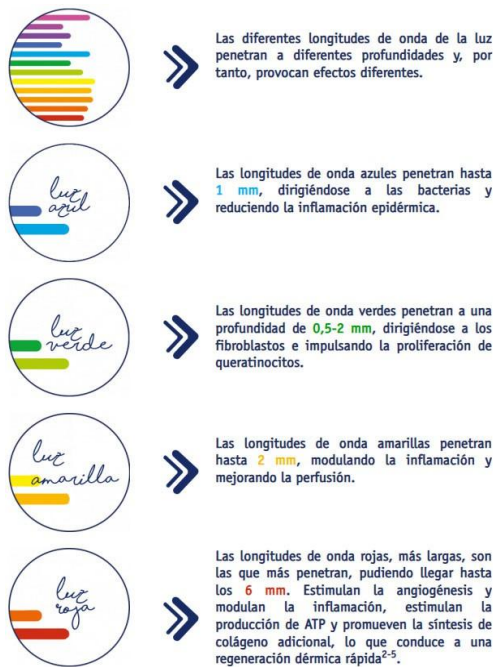 Las diferentes longitudes de onda de la luz
penetran a diferentes profundidades y, por
tanto, provocan efectos diferentes.
luz
azul
Las longitudes de onda azules penetran hasta
1 mm, dirigiéndose a las bacterias y
reduciendo la inflamación epidérmica.
luz
verde
Las longitudes de onda verdes penetran a una
profundidad de 0,5-2 mm, dirigiéndose a los
fibroblastos e impulsando la proliferación de
queratinocitos.
luz
amarilla
Las longitudes de onda amarillas penetran
hasta 2 mm, modulando la inflamación y
mejorando la perfusión.
luz
roja
Las longitudes de onda rojas, más largas, son
las que más penetran, pudiendo llegar hasta
los 6 mm. Estimulan la angiogénesis y
modulan la inflamación, estimulan la
producción de ATP y promueven la síntesis de
colágeno adicional, lo que conduce a una
regeneración dérmica rápida²⁻⁵.